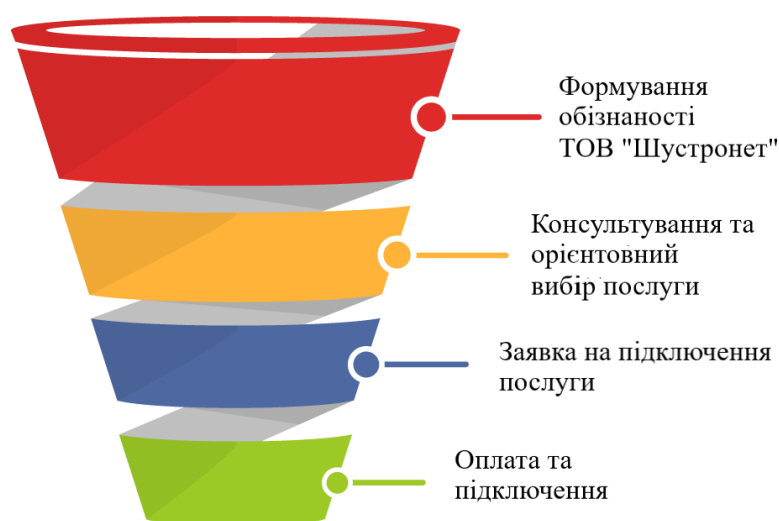 Формування
обізнаності
ТОВ "Шустронет"
Консультування та
орієнтовний
вибір послуги
Заявка на підключення
послуги
Оплата та
підключення